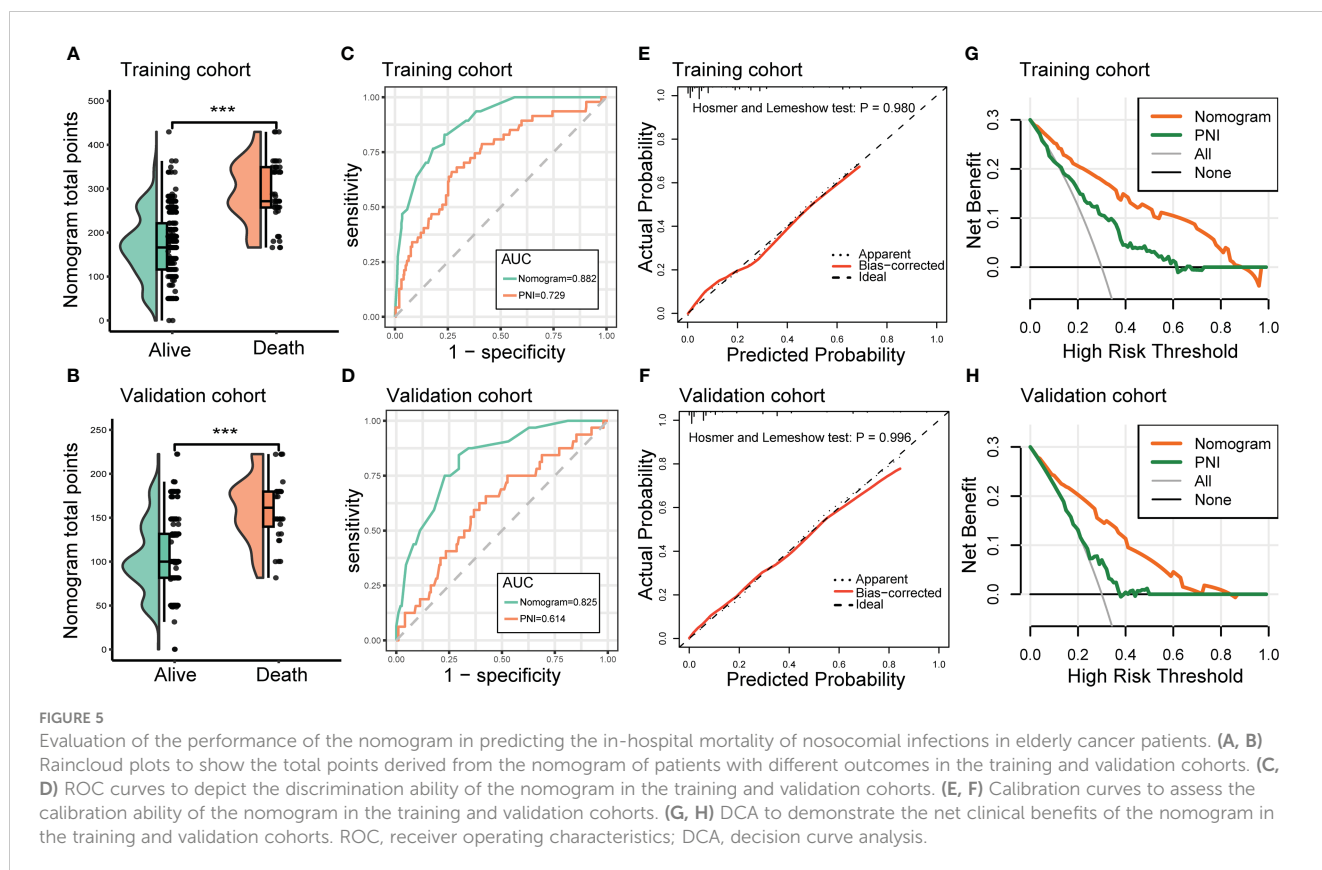 A
Training cohort
Nomogram total points
500
400
300
200
100
0
***
Alive
Death
B
Validation cohort
Nomogram total points
250
200
150
100
50
0
***
Alive
Death
C
Training cohort
sensitivity
1.00
0.75
0.50
0.25
0.00
AUC
Nomogram=0.882
PNI=0.729
0.00 0.25 0.50 0.75 1.00
1 − specificity
D
Validation cohort
sensitivity
1.00
0.75
0.50
0.25
0.00
AUC
Nomogram=0.825
PNI=0.614
0.00 0.25 0.50 0.75 1.00
1 − specificity
E
Training cohort
Actual Probability
1.0
0.8
0.6
0.4
0.2
0.0
Hosmer and Lemeshow test: P = 0.980
Apparent
Bias−corrected
Ideal
0.0 0.2 0.4 0.6 0.8 1.0
Predicted Probability
F
Validation cohort
Actual Probability
1.0
0.8
0.6
0.4
0.2
0.0
Hosmer and Lemeshow test: P = 0.996
Apparent
Bias−corrected
Ideal
0.0 0.2 0.4 0.6 0.8 1.0
Predicted Probability
G
Training cohort
Net Benefit
0.3
0.2
0.1
0.0
Nomogram
PNI
All
None
0.0 0.2 0.4 0.6 0.8 1.0
High Risk Threshold
H
Validation cohort
Net Benefit
0.3
0.2
0.1
0.0
Nomogram
PNI
All
None
0.0 0.2 0.4 0.6 0.8 1.0
High Risk Threshold
FIGURE 5
Evaluation of the performance of the nomogram in predicting the in-hospital mortality of nosocomial infections in elderly cancer patients. (A, B)
Raincloud plots to show the total points derived from the nomogram of patients with different outcomes in the training and validation cohorts. (C,
D) ROC curves to depict the discrimination ability of the nomogram in the training and validation cohorts. (E, F) Calibration curves to assess the
calibration ability of the nomogram in the training and validation cohorts. (G, H) DCA to demonstrate the net clinical benefits of the nomogram in
the training and validation cohorts. ROC, receiver operating characteristics; DCA, decision curve analysis.